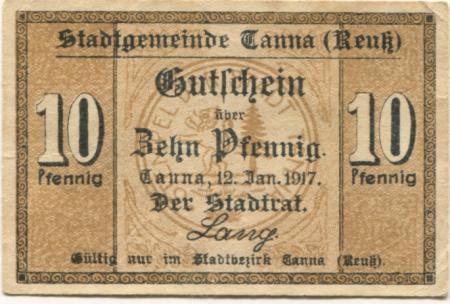 Stadtgemeinde Tanna (Reuß)
Gutschein
über
10 Zehn Pfennig. 10
Pfennig Tanna, 12. Jan. 1917. Pfennig
Der Stadtrat.
Lang.
Gültig nur im Stadtbezirk Tanna (Reuß).